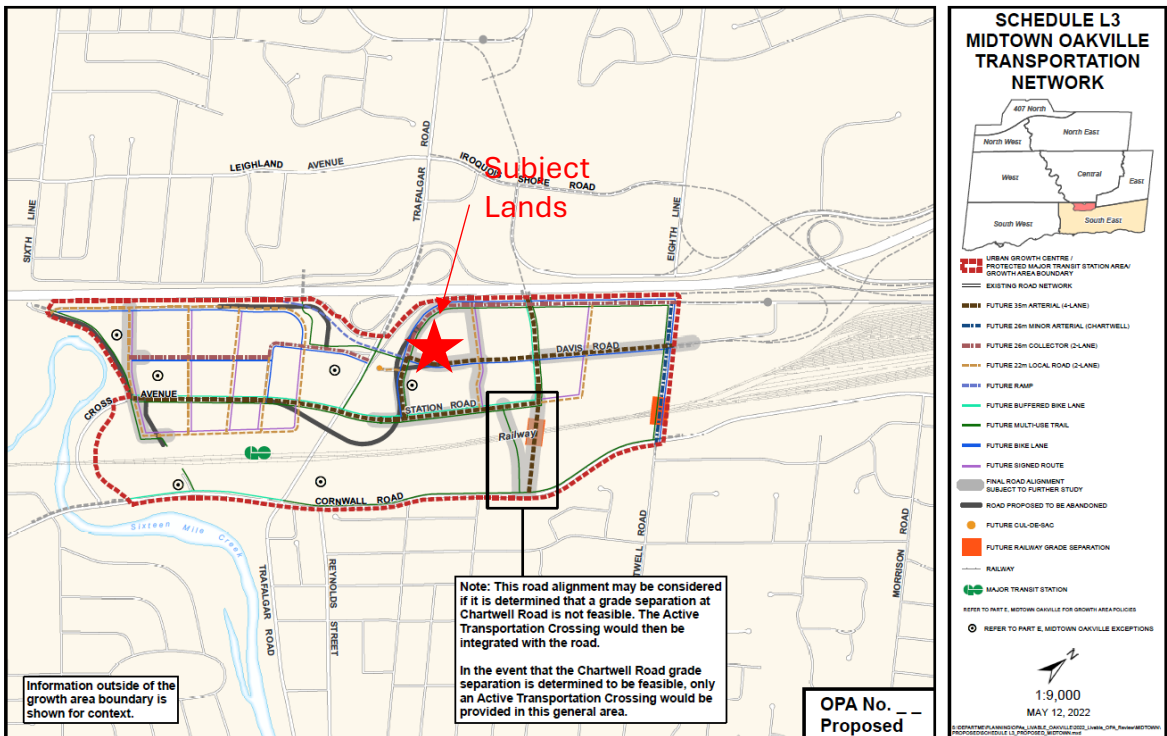 LEIGHLAND AVENUE
IROQUOIS SHORE ROAD
Subject
Lands
TRAFALGAR ROAD
SIXTH LINE
EIGHTH LINE
DAVIS ROAD
CROSS AVENUE
STATION ROAD
Railway
CORNWALL ROAD
Sixteen Mile Creek
TRAFALGAR ROAD
REYNOLDS STREET
TWELL ROAD
MORRISON ROAD
Information outside of the
growth area boundary is
shown for context.
Note: This road alignment may be considered
if it is determined that a grade separation at
Chartwell Road is not feasible. The Active
Transportation Crossing would then be
integrated with the road.
In the event that the Chartwell Road grade
separation is determined to be feasible, only
an Active Transportation Crossing would be
provided in this general area.
OPA No. _ _
Proposed
SCHEDULE L3
MIDTOWN OAKVILLE
TRANSPORTATION
NETWORK
407 North
North West
North East
West
Central
East
South West
South East
URBAN GROWTH CENTRE /
PROTECTED MAJOR TRANSIT STATION AREA/
GROWTH AREA BOUNDARY
EXISTING ROAD NETWORK
FUTURE 35m ARTERIAL (4-LANE)
FUTURE 26m MINOR ARTERIAL (CHARTWELL)
FUTURE 26m COLLECTOR (2-LANE)
FUTURE 22m LOCAL ROAD (2-LANE)
FUTURE RAMP
FUTURE BUFFERED BIKE LANE
FUTURE MULTI-USE TRAIL
FUTURE BIKE LANE
FUTURE SIGNED ROUTE
FINAL ROAD ALIGNMENT
SUBJECT TO FURTHER STUDY
ROAD PROPOSED TO BE ABANDONED
FUTURE CUL-DE-SAC
FUTURE RAILWAY GRADE SEPARATION
RAILWAY
MAJOR TRANSIT STATION
REFER TO PART E, MIDTOWN OAKVILLE FOR GROWTH AREA POLICIES
REFER TO PART E, MIDTOWN OAKVILLE EXCEPTIONS
N
1:9,000
MAY 12, 2022